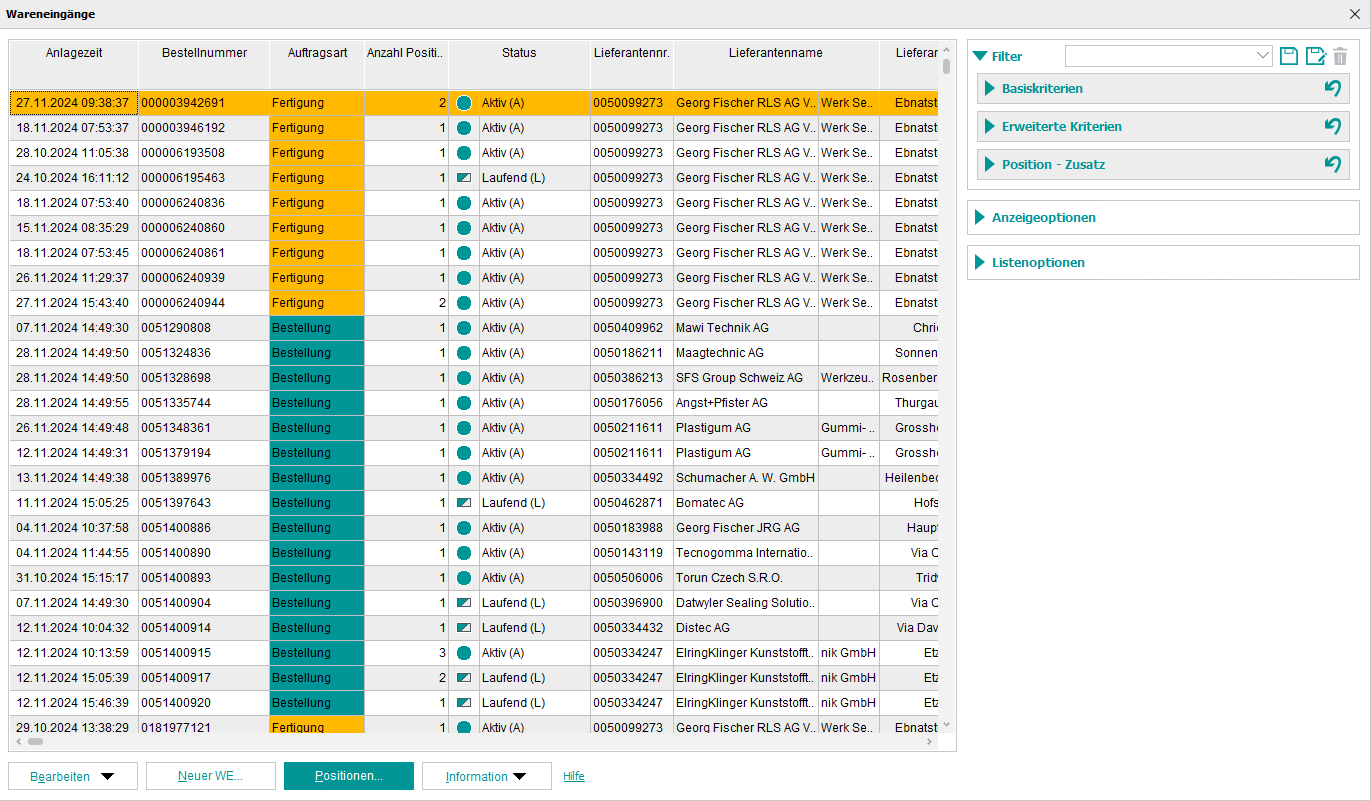 Wareneingänge
Anlagezeit Bestellnummer Auftragsart Anzahl Positi.. Status Lieferantennr. Lieferantenname Lieferar
27.11.2024 09:38:37 000003942691 Fertigung 2 Aktiv (A) 0050099273 Georg Fischer RLS AG V.. Werk Se.. Ebnatst
18.11.2024 07:53:37 000003946192 Fertigung 1 Aktiv (A) 0050099273 Georg Fischer RLS AG V.. Werk Se.. Ebnatst
28.10.2024 11:05:38 000006193508 Fertigung 1 Aktiv (A) 0050099273 Georg Fischer RLS AG V.. Werk Se.. Ebnatst
24.10.2024 16:11:12 000006195463 Fertigung 1 Laufend (L) 0050099273 Georg Fischer RLS AG V.. Werk Se.. Ebnatst
18.11.2024 07:53:40 000006240836 Fertigung 1 Aktiv (A) 0050099273 Georg Fischer RLS AG V.. Werk Se.. Ebnatst
15.11.2024 08:35:29 000006240860 Fertigung 1 Aktiv (A) 0050099273 Georg Fischer RLS AG V.. Werk Se.. Ebnatst
18.11.2024 07:53:45 000006240861 Fertigung 1 Aktiv (A) 0050099273 Georg Fischer RLS AG V.. Werk Se.. Ebnatst
26.11.2024 11:29:37 000006240939 Fertigung 1 Aktiv (A) 0050099273 Georg Fischer RLS AG V.. Werk Se.. Ebnatst
27.11.2024 15:43:40 000006240944 Fertigung 2 Aktiv (A) 0050099273 Georg Fischer RLS AG V.. Werk Se.. Ebnatst
07.11.2024 14:49:30 0051290808 Bestellung 1 Aktiv (A) 0050409962 Mawi Technik AG Chri
28.11.2024 14:49:50 0051324836 Bestellung 1 Aktiv (A) 0050186211 Maagtechnic AG Sonnen
28.11.2024 14:49:50 0051328698 Bestellung 1 Aktiv (A) 0050386213 SFS Group Schweiz AG Werkzeu.. Rosenber
28.11.2024 14:49:55 0051335744 Bestellung 1 Aktiv (A) 0050176056 Angst+Pfister AG Thurgau
26.11.2024 14:49:48 0051348361 Bestellung 1 Aktiv (A) 0050211611 Plastigum AG Gummi- .. Grossho
12.11.2024 14:49:31 0051379194 Bestellung 1 Aktiv (A) 0050211611 Plastigum AG Gummi- .. Grossho
13.11.2024 14:49:38 0051389976 Bestellung 1 Aktiv (A) 0050334492 Schumacher A. W. GmbH Heilenbec
11.11.2024 15:05:25 0051397643 Bestellung 1 Laufend (L) 0050462871 Bomatec AG Hofs
04.11.2024 10:37:58 0051400886 Bestellung 1 Aktiv (A) 0050183988 Georg Fischer JRG AG Haupt
04.11.2024 11:44:55 0051400890 Bestellung 1 Aktiv (A) 0050143119 Tecnogomma Internatio.. Via C
31.10.2024 15:15:17 0051400893 Bestellung 1 Aktiv (A) 0050506006 Torun Czech S.R.O. Trid
07.11.2024 14:49:30 0051400904 Bestellung 1 Laufend (L) 0050396900 Datwyler Sealing Solutio.. Via C
12.11.2024 10:04:32 0051400914 Bestellung 1 Laufend (L) 0050334432 Distec AG Via Dav
12.11.2024 10:13:59 0051400915 Bestellung 3 Aktiv (A) 0050334247 ElringKlinger Kunststofft.. nik GmbH Etz
12.11.2024 15:05:39 0051400917 Bestellung 2 Laufend (L) 0050334247 ElringKlinger Kunststofft.. nik GmbH Etz
12.11.2024 15:46:39 0051400920 Bestellung 1 Laufend (L) 0050334247 ElringKlinger Kunststofft.. nik GmbH Etz
29.10.2024 13:38:29 0181977121 Fertigung 1 Aktiv (A) 0050099273 Georg Fischer RLS AG V.. Werk Se.. Ebnatst
Filter
Basiskriterien
Erweiterte Kriterien
Position - Zusatz
Anzeigeoptionen
Listenoptionen
Bearbeiten Neuer WE... Positionen... Information Hilfe